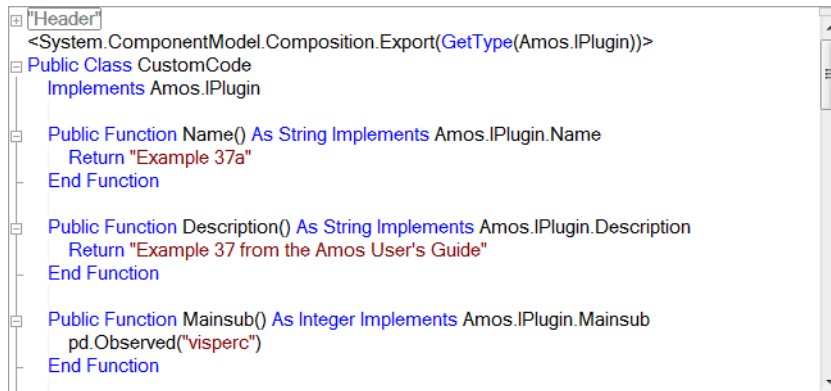 "Header"
<System.ComponentModel.Composition.Export(GetType(Amos.IPlugin))>
Public Class CustomCode
Implements Amos.IPlugin
Public Function Name() As String Implements Amos.IPlugin.Name
Return "Example 37a"
End Function
Public Function Description() As String Implements Amos.IPlugin.Description
Return "Example 37 from the Amos User's Guide"
End Function
Public Function Mainsub() As Integer Implements Amos.IPlugin.Mainsub
pd.Observed("visperc")
End Function